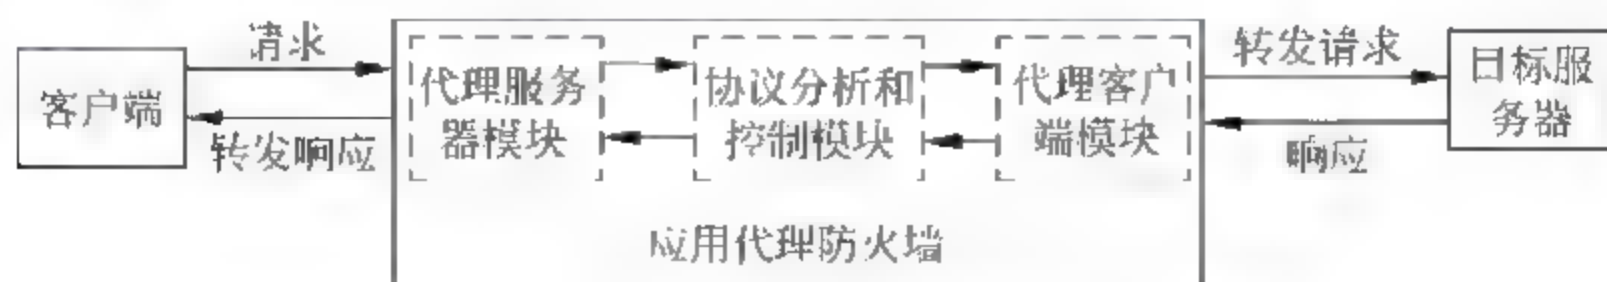 请求
客户端
转发响应
代理服务
器模块
协议分析和
控制模块
代理客户
端模块
应用代理防火墙
转发请求
目标服
务器
响应